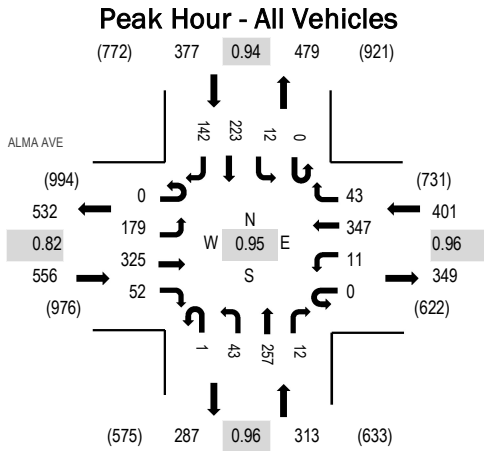 Peak Hour - All Vehicles
(772) 377 0.94 479 (921)
142 223 12 0
ALMA AVE
(994) (731)
0 43
532 401
179 N 347
0.82 W 0.95 E 0.96
325 S 11
556 349
52 0
(976) (622)
1 43 257 12
(575) 287 0.96 313 (633)